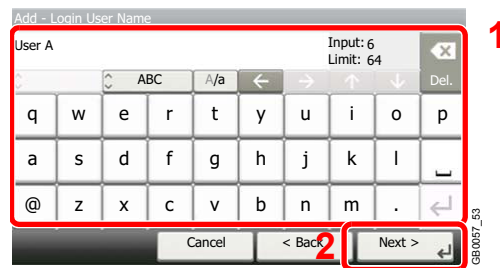 Add - Login User Name
1
User A
Input: 6
Limit: 64
ABC A/a ← → ↑ ↓ Del.
q w e r t y u i o p
a s d f g h j k l
@ z x c v b n m .
2
Cancel < Back Next >
GB0057_53